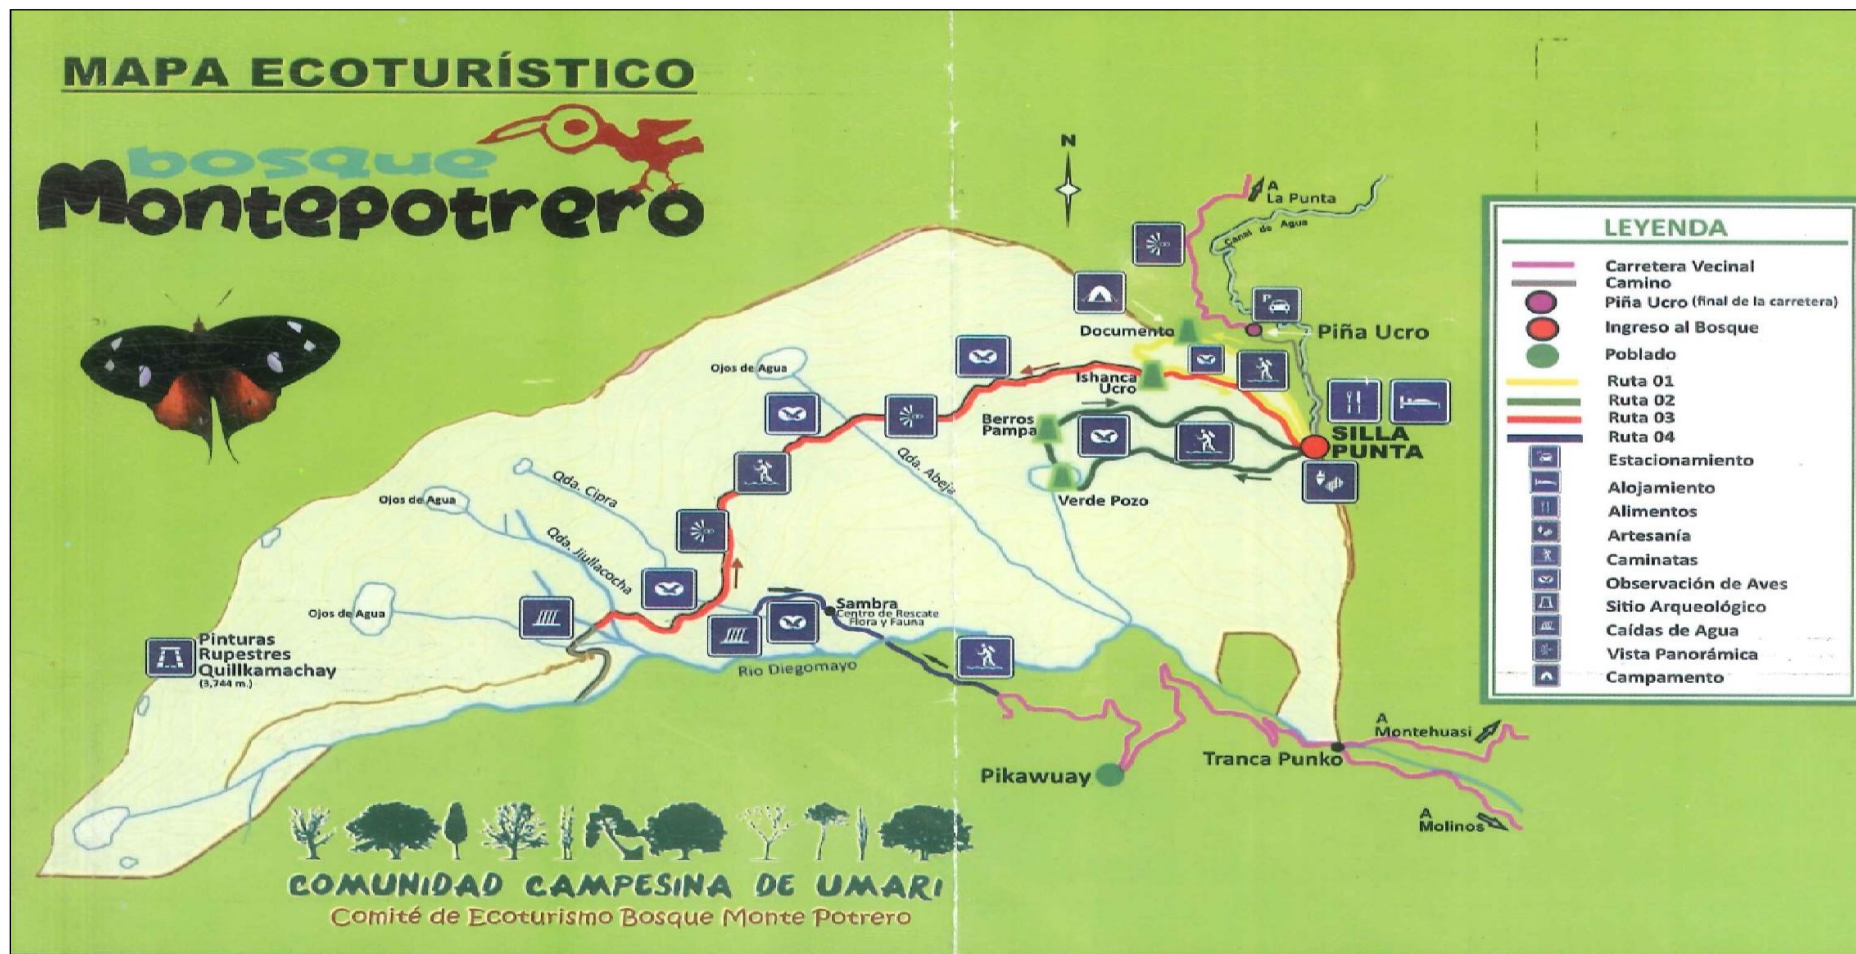 MAPA ECOTURÍSTICO
bosque
Montepotrero
N
A
La Punta
Canal de Agua
Documento
Piña Ucro
Ishanca
Ucro
Ojos de Agua
Berros
Pampa
SILLA
PUNTA
Verde Pozo
Qda. Abeja
Qda. Cipra
Ojos de Agua
Qda. Jiullacocha
Ojos de Agua
Sambra
Centro de Rescate
Flora y Fauna
Pinturas
Rupestres
Quillkamachay
(3,744 m.)
Rio Diegomayo
Pikawuay
Tranca Punko
A
Montehuasi
A
Molinos
LEYENDA
Carretera Vecinal
Camino
Piña Ucro (final de la carretera)
Ingreso al Bosque
Poblado
Ruta 01
Ruta 02
Ruta 03
Ruta 04
P
Estacionamiento
Alojamiento
Alimentos
Artesanía
Caminatas
Observación de Aves
Sitio Arqueológico
Caídas de Agua
Vista Panorámica
Campamento
COMUNIDAD CAMPESINA DE UMARI
Comité de Ecoturismo Bosque Monte Potrero